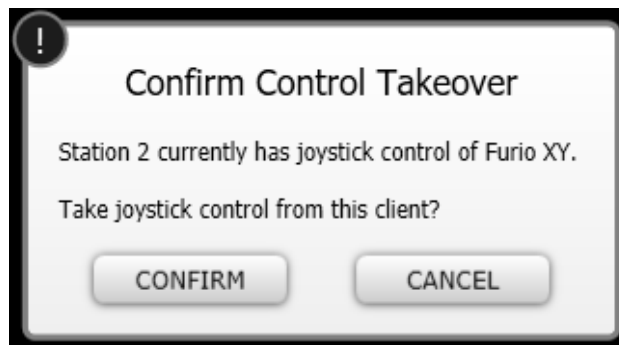 !
Confirm Control Takeover
Station 2 currently has joystick control of Furio XY.
Take joystick control from this client?
CONFIRM CANCEL